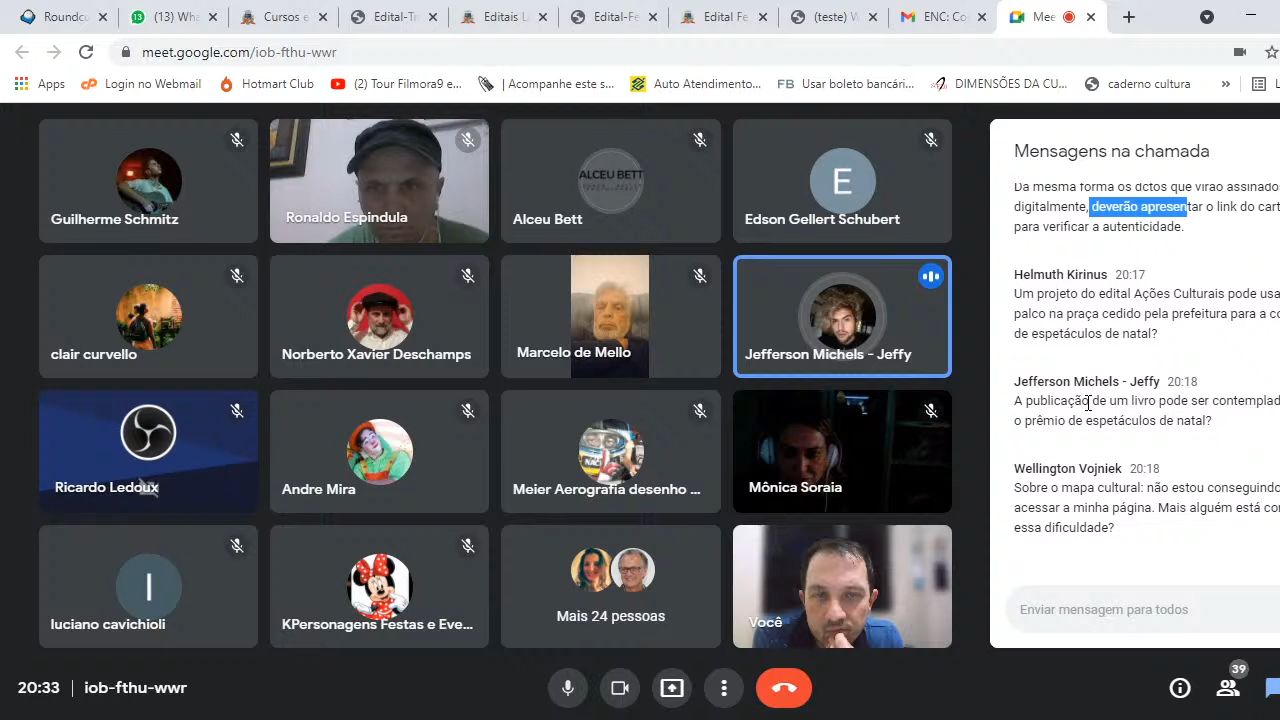 Roundcu
(13) Wha
Cursos e
Edital-Tr
Editais L
Edital-Fe
Edital Fe
(teste) W
ENC: Co
Mee
meet.google.com/iob-fthu-wwr
Apps
Login no Webmail
Hotmart Club
(2) Tour Filmora9 e...
| Acompanhe este s...
Auto Atendimento...
FB Usar boleto bancári...
DIMENSÕES DA CU...
caderno cultura
»
Guilherme Schmitz
Ronaldo Espindula
ALCEU BETT
Alceu Bett
E
Edson Gellert Schubert
clair curvello
Norberto Xavier Deschamps
Marcelo de Mello
Jefferson Michels - Jeffy
Ricardo Ledoux
Andre Mira
Meier Aerografia desenho ...
Mônica Soraia
l
luciano cavichioli
KPersonagens Festas e Eve...
Mais 24 pessoas
Você
Mensagens na chamada
Da mesma forma os dctos que virão assinado
digitalmente, deverão apresentar o link do cart
para verificar a autenticidade.
Helmuth Kirinus 20:17
Um projeto do edital Ações Culturais pode usa
palco na praça cedido pela prefeitura para a co
de espetáculos de natal?
Jefferson Michels - Jeffy 20:18
A publicação de um livro pode ser contemplad
o prêmio de espetáculos de natal?
Wellington Vojniek 20:18
Sobre o mapa cultural: não estou conseguindo
acessar a minha página. Mais alguém está co
essa dificuldade?
Enviar mensagem para todos
20:33 | iob-fthu-wwr
39